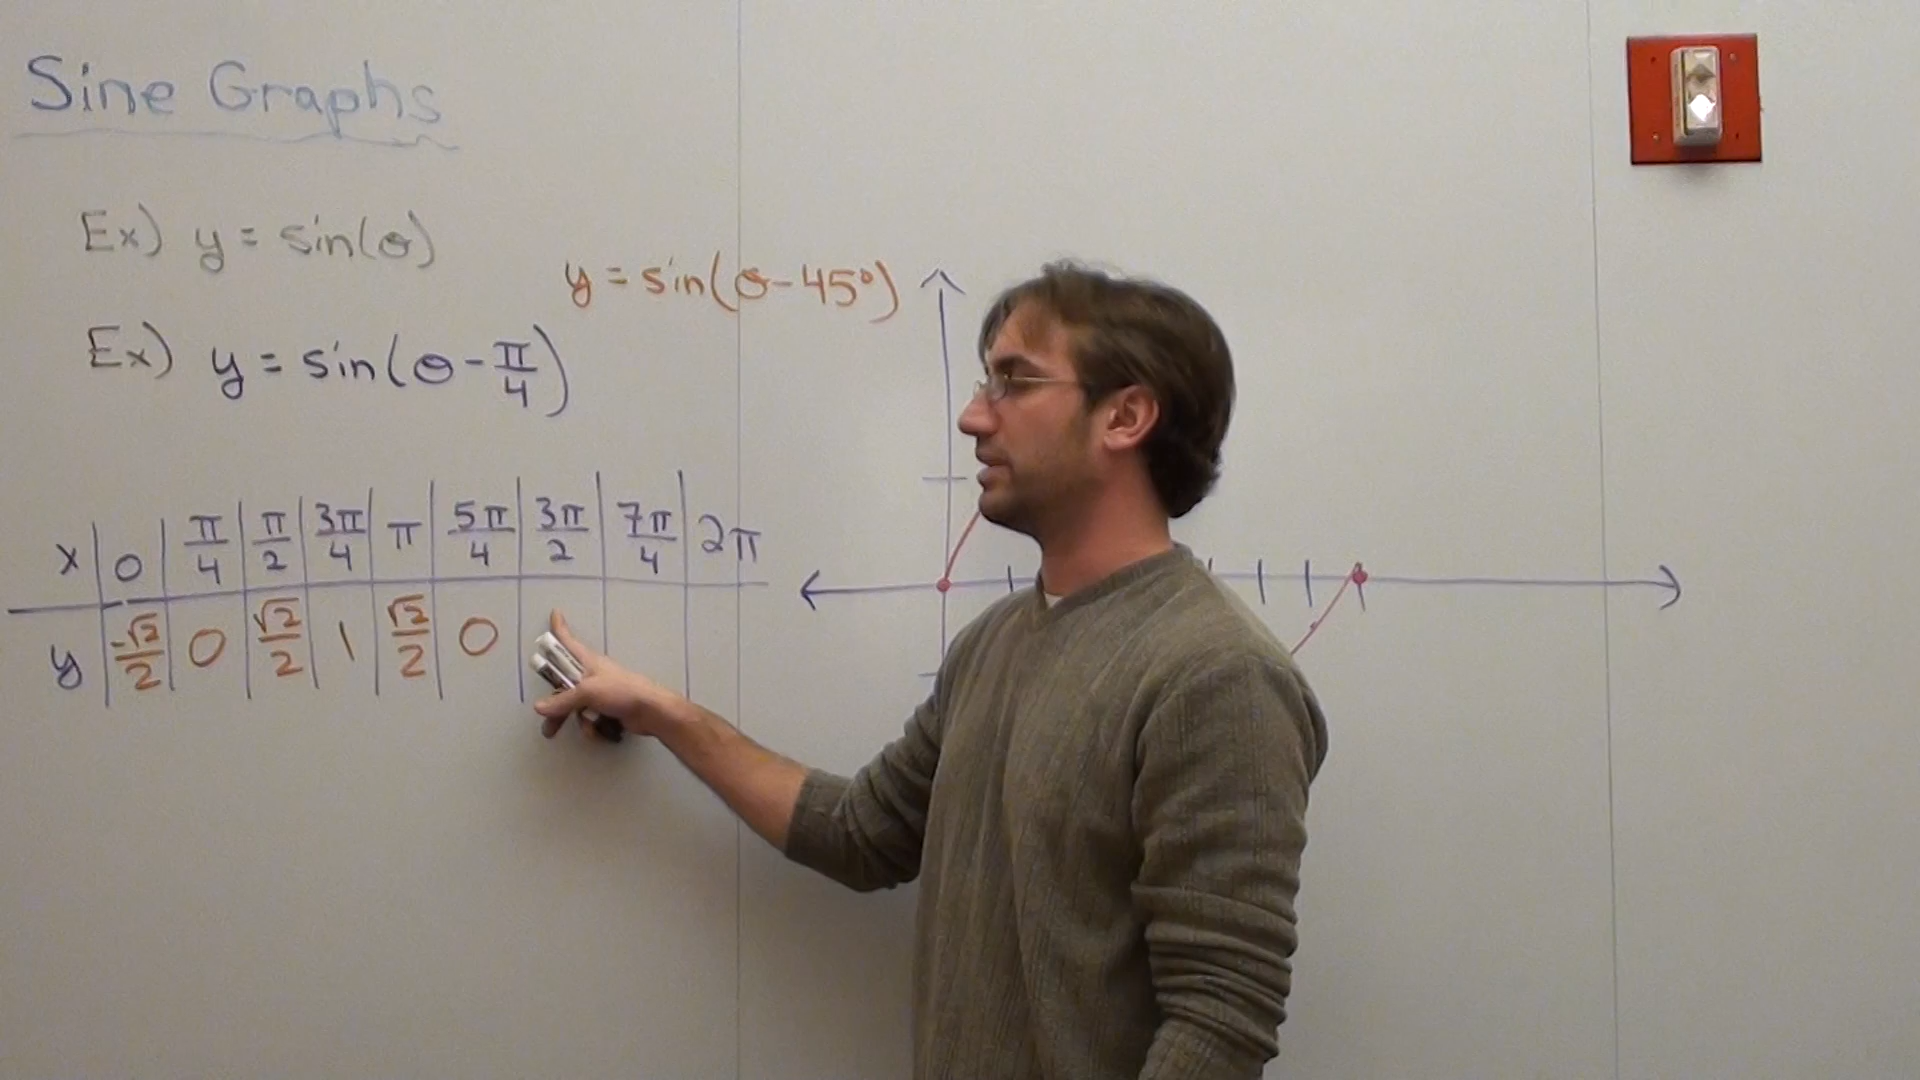 Sine Graphs
Ex) y = sin(θ)
y = sin(θ - 45°)
Ex) y = sin(θ - π/4)
x 0 π/4 π/2 3π/4 π 5π/4 3π/2 7π/4 2π
y -√2/2 0 √2/2 1 √2/2 0